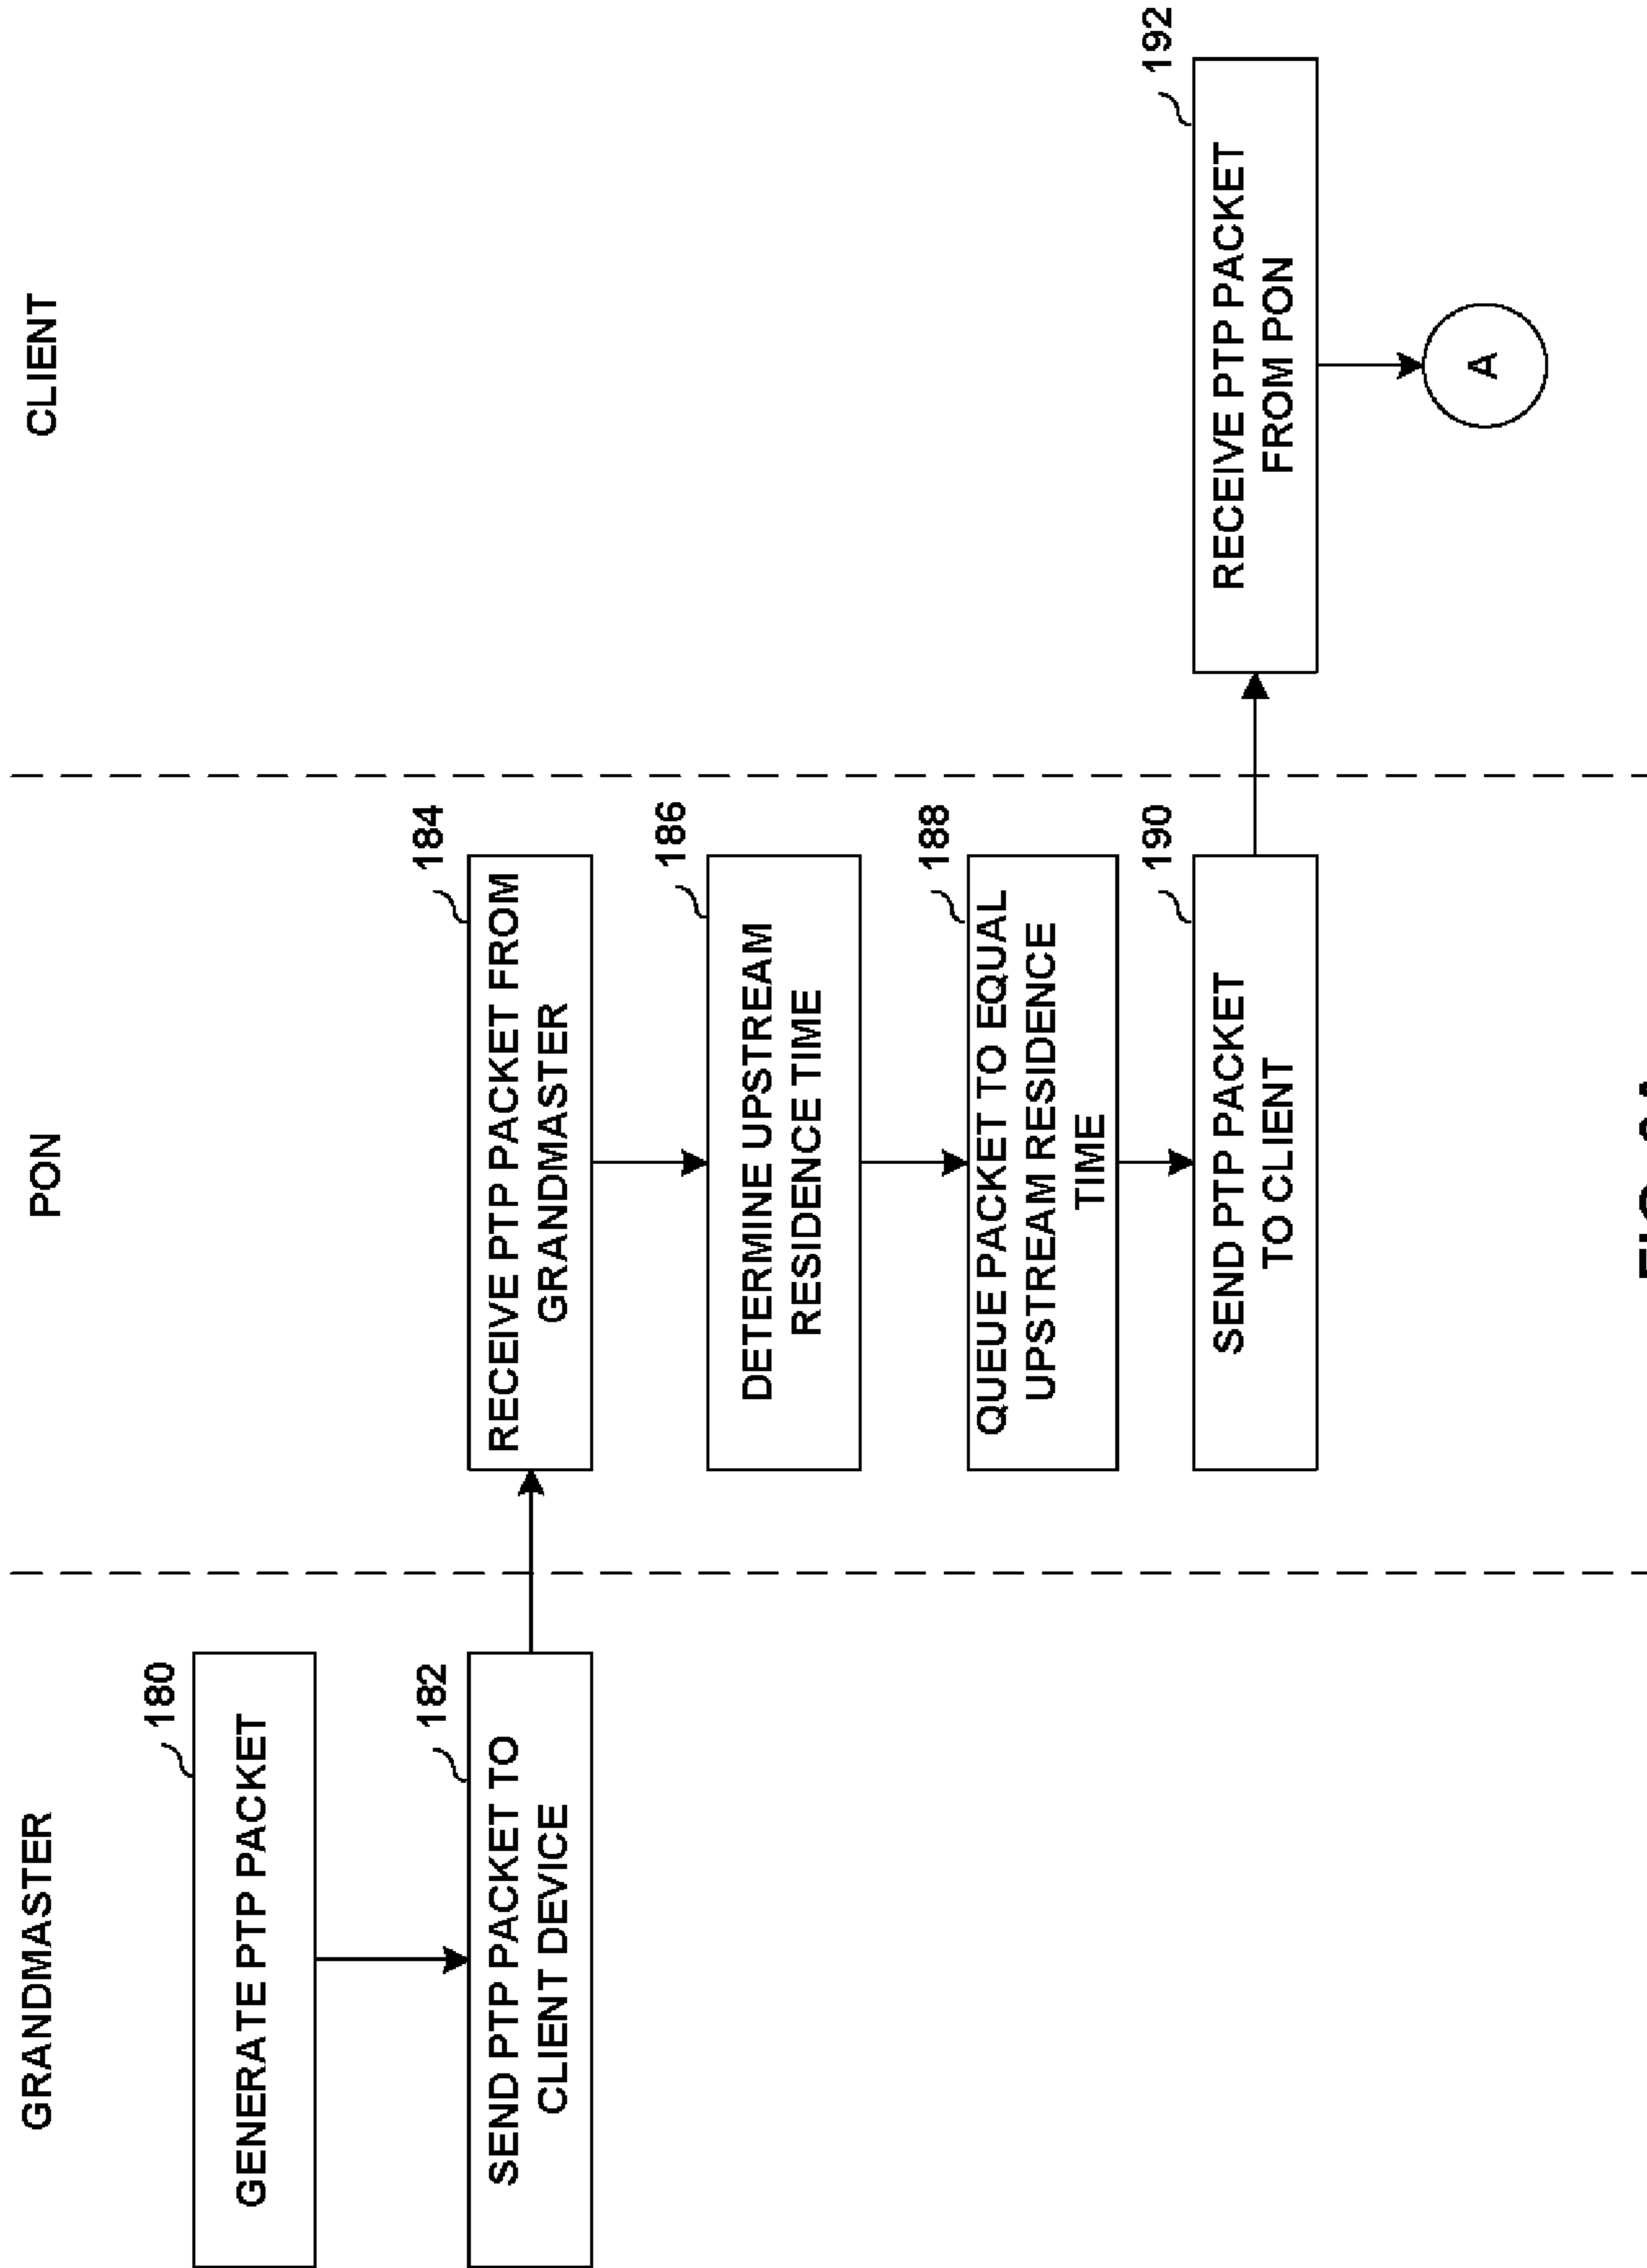 GRANDMASTER
PON
CLIENT
180
GENERATE PTP PACKET
182
SEND PTP PACKET TO
CLIENT DEVICE
184
RECEIVE PTP PACKET FROM
GRANDMASTER
186
DETERMINE UPSTREAM
RESIDENCE TIME
188
QUEUE PACKET TO EQUAL
UPSTREAM RESIDENCE
TIME
190
SEND PTP PACKET
TO CLIENT
192
RECEIVE PTP PACKET
FROM PON
A
FIG.